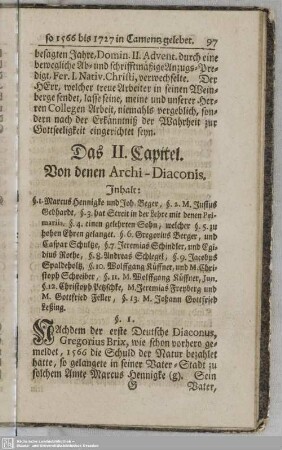 so 1566 bis 1727 in Camentz gelebet. 97
besagten Jahre, Domin. II. Advent. durch eine
bewegliche Ab- und schrifftmäßige Anzugs-Pre-
digt, Fer. I. Nativ. Christi, verwechselte. Der
HErr, welcher treue Arbeiter in seinen Wein-
berge sendet, lasse seine, meine und unserer Her-
ren Collegen Arbeit, niemahls vergeblich, son-
dern nach der Erkänntniß der Wahrheit zur
Gottseeligkeit eingerichtet seyn.
Das II. Capitel.
Von denen Archi-Diaconis.
Inhalt:
§. 1. Marcus Hennigke und Joh. Beger, §. 2. M. Justus
Gebhardt, §. 3. hat Streit in der Lehre mit denen Pri-
mariis, §. 4. einen gelehrten Sohn, welcher §. 5. zu
hohen Ehren gelanget. §. 6. Gregorius Berger, und
Caspar Schultze, §. 7. Jeremias Schindler, und Egi-
dius Rothe, §. 8. Andreas Schlegel, §. 9. Jacobus
Spaldeholtz, §. 10. Wolffgang Küffner, und M. Chri-
stoph Schreiber, §. 11. M. Wolffgang Küffner, Jun.
§. 12. Christoph Petzschke, M. Jeremias Freyberg und
M. Gottfried Feller, §. 13. M. Johann Gottfried
Leßing.
§. 1.
NAchdem der erste Deutsche Diaconus,
Gregorius Brix, wie schon vorhero ge-
meldet, 1566 die Schuld der Natur bezahlet
hatte, so gelangete in seiner Vater-Stadt zu
solchem Amte Marcus Hennigke (g). Sein
G Vater,